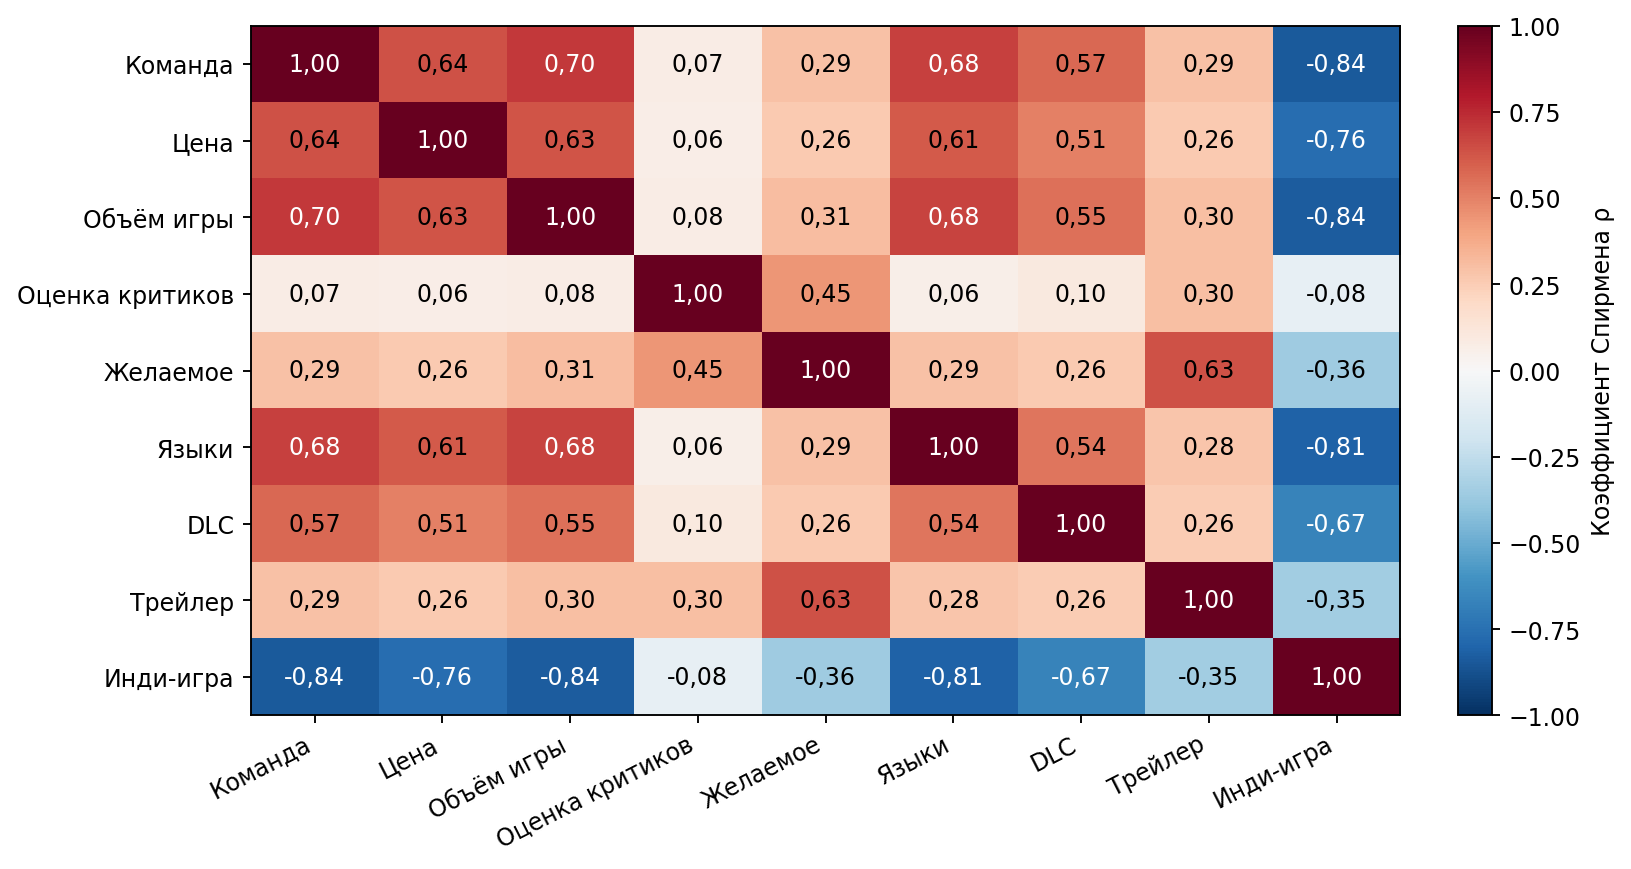 Команда 1,00 0,64 0,70 0,07 0,29 0,68 0,57 0,29 -0,84
Цена 0,64 1,00 0,63 0,06 0,26 0,61 0,51 0,26 -0,76
Объём игры 0,70 0,63 1,00 0,08 0,31 0,68 0,55 0,30 -0,84
Оценка критиков 0,07 0,06 0,08 1,00 0,45 0,06 0,10 0,30 -0,08
Желаемое 0,29 0,26 0,31 0,45 1,00 0,29 0,26 0,63 -0,36
Языки 0,68 0,61 0,68 0,06 0,29 1,00 0,54 0,28 -0,81
DLC 0,57 0,51 0,55 0,10 0,26 0,54 1,00 0,26 -0,67
Трейлер 0,29 0,26 0,30 0,30 0,63 0,28 0,26 1,00 -0,35
Инди-игра -0,84 -0,76 -0,84 -0,08 -0,36 -0,81 -0,67 -0,35 1,00
Команда Цена Объём игры Оценка критиков Желаемое Языки DLC Трейлер Инди-игра
1.00
0.75
0.50
0.25
0.00
−0.25
−0.50
−0.75
−1.00
Коэффициент Спирмена ρ